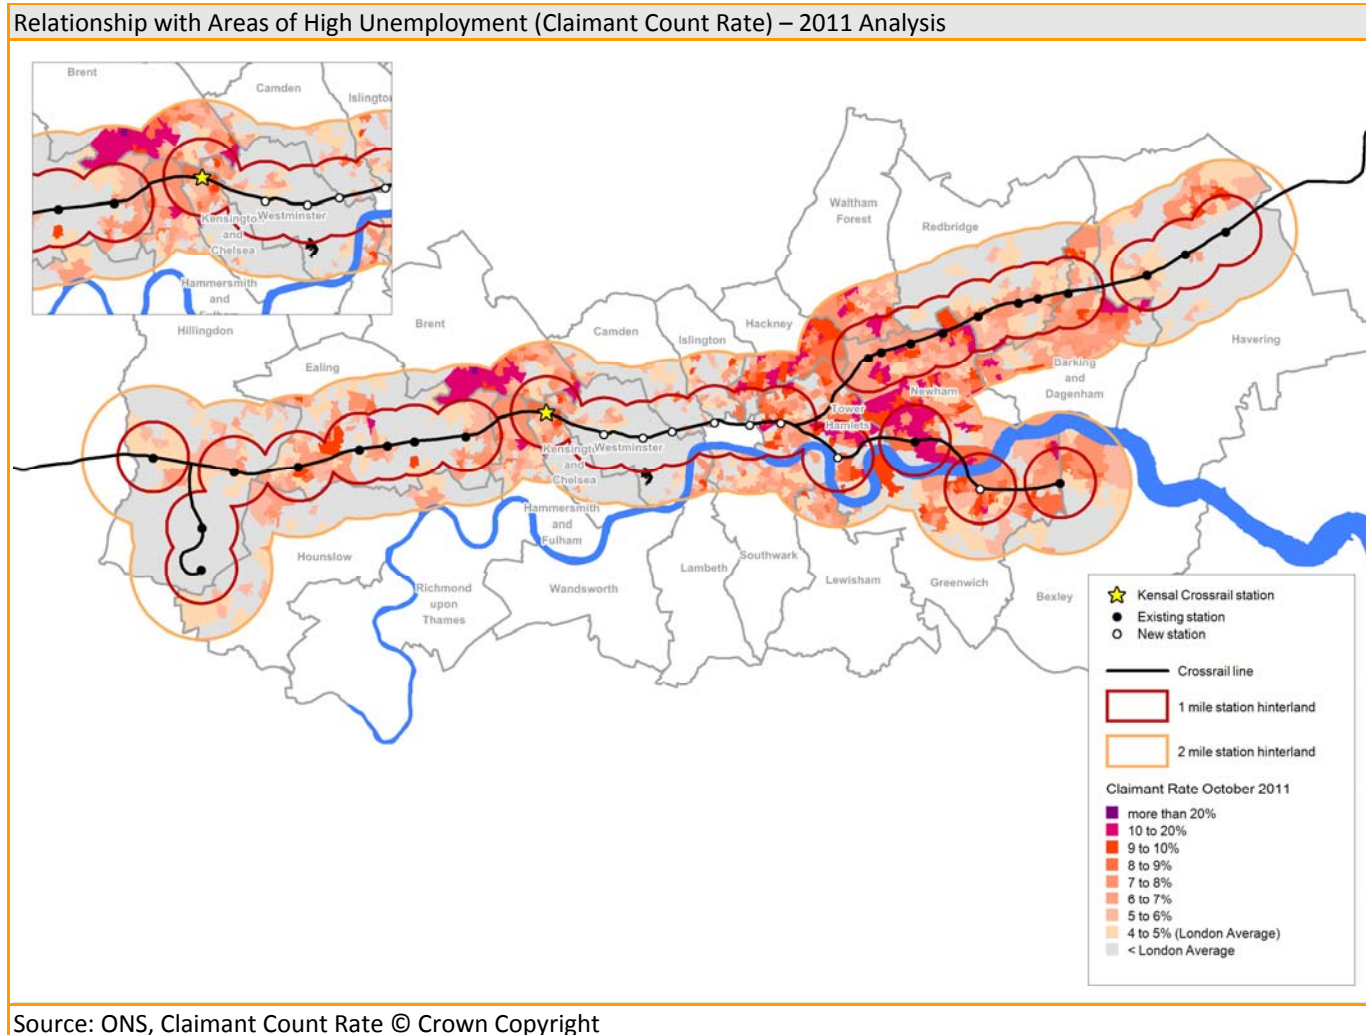 Relationship with Areas of High Unemployment (Claimant Count Rate) – 2011 Analysis
Brent
Camden
Islington
Kensington
and
Chelsea
Westminster
Hammersmith
and
Fulham
Hillingdon
Ealing
Brent
Camden
Islington
Hackney
Waltham
Forest
Redbridge
Havering
Barking
and
Dagenham
Newham
Tower
Hamlets
Kensington
and
Chelsea
Westminster
Hammersmith
and
Fulham
Hounslow
Richmond
upon
Thames
Wandsworth
Lambeth
Southwark
Lewisham
Greenwich
Bexley
Kensal Crossrail station
Existing station
New station
Crossrail line
1 mile station hinterland
2 mile station hinterland
Claimant Rate October 2011
more than 20%
10 to 20%
9 to 10%
8 to 9%
7 to 8%
6 to 7%
5 to 6%
4 to 5% (London Average)
< London Average
Source: ONS, Claimant Count Rate © Crown Copyright